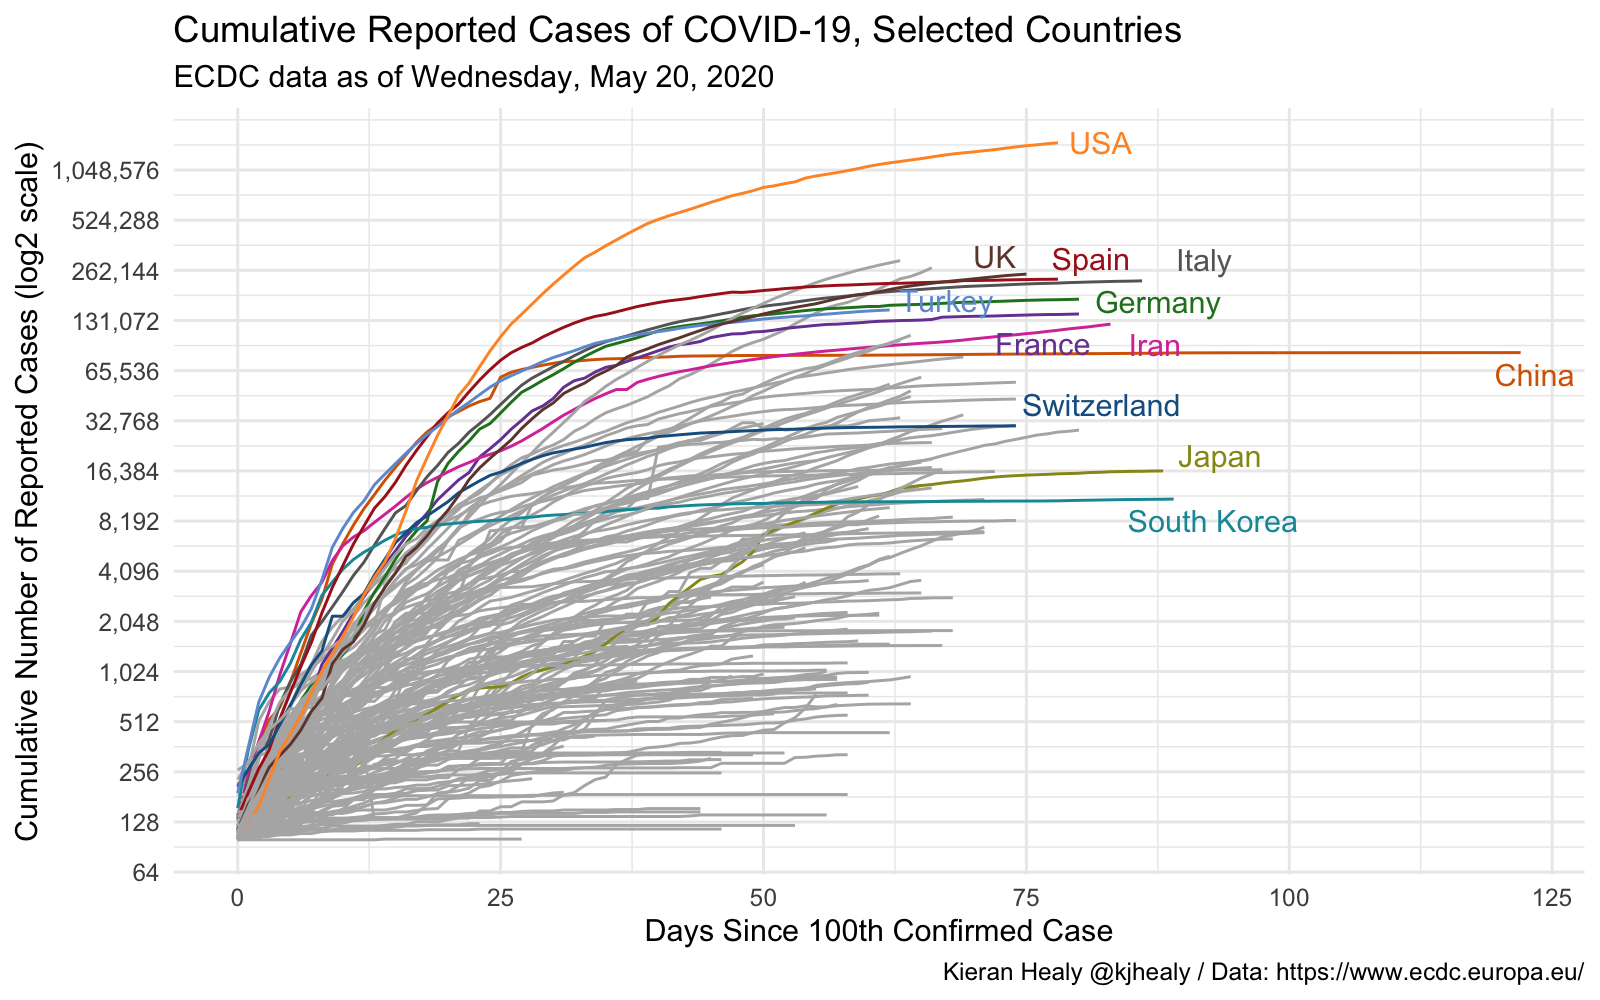 Cumulative Reported Cases of COVID-19, Selected Countries
ECDC data as of Wednesday, May 20, 2020
Cumulative Number of Reported Cases (log2 scale)
1,048,576
524,288
262,144
131,072
65,536
32,768
16,384
8,192
4,096
2,048
1,024
512
256
128
64
USA
UK
Spain
Italy
Turkey
Germany
France
Iran
China
Switzerland
Japan
South Korea
0
25
50
75
100
125
Days Since 100th Confirmed Case
Kieran Healy @kjhealy / Data: https://www.ecdc.europa.eu/